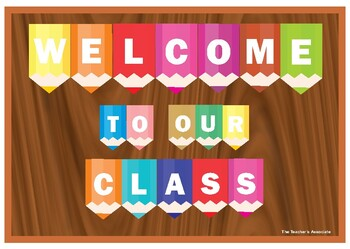 WELCOME
TO OUR
CLASS
The Teacher's Associate